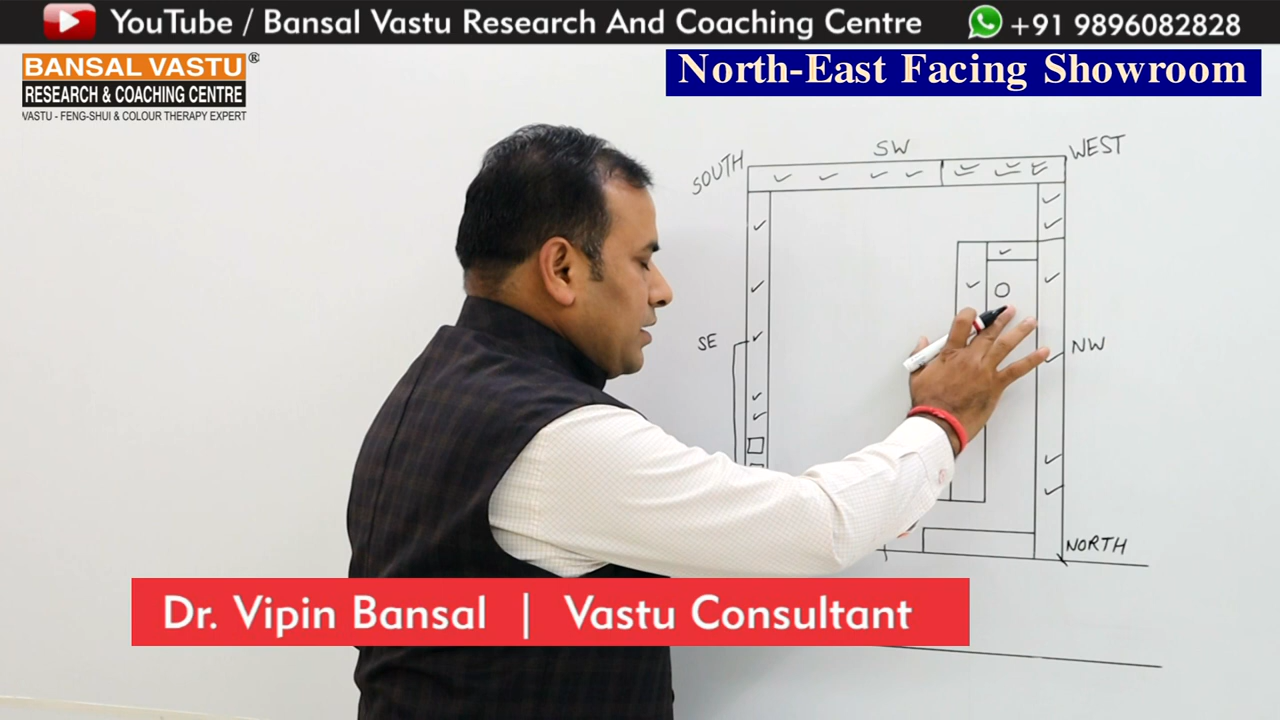 YouTube / Bansal Vastu Research And Coaching Centre
+91 9896082828
BANSAL VASTU®
RESEARCH & COACHING CENTRE
VASTU - FENG-SHUI & COLOUR THERAPY EXPERT
North-East Facing Showroom
SOUTH
SW
WEST
SE
NW
NORTH
Dr. Vipin Bansal | Vastu Consultant